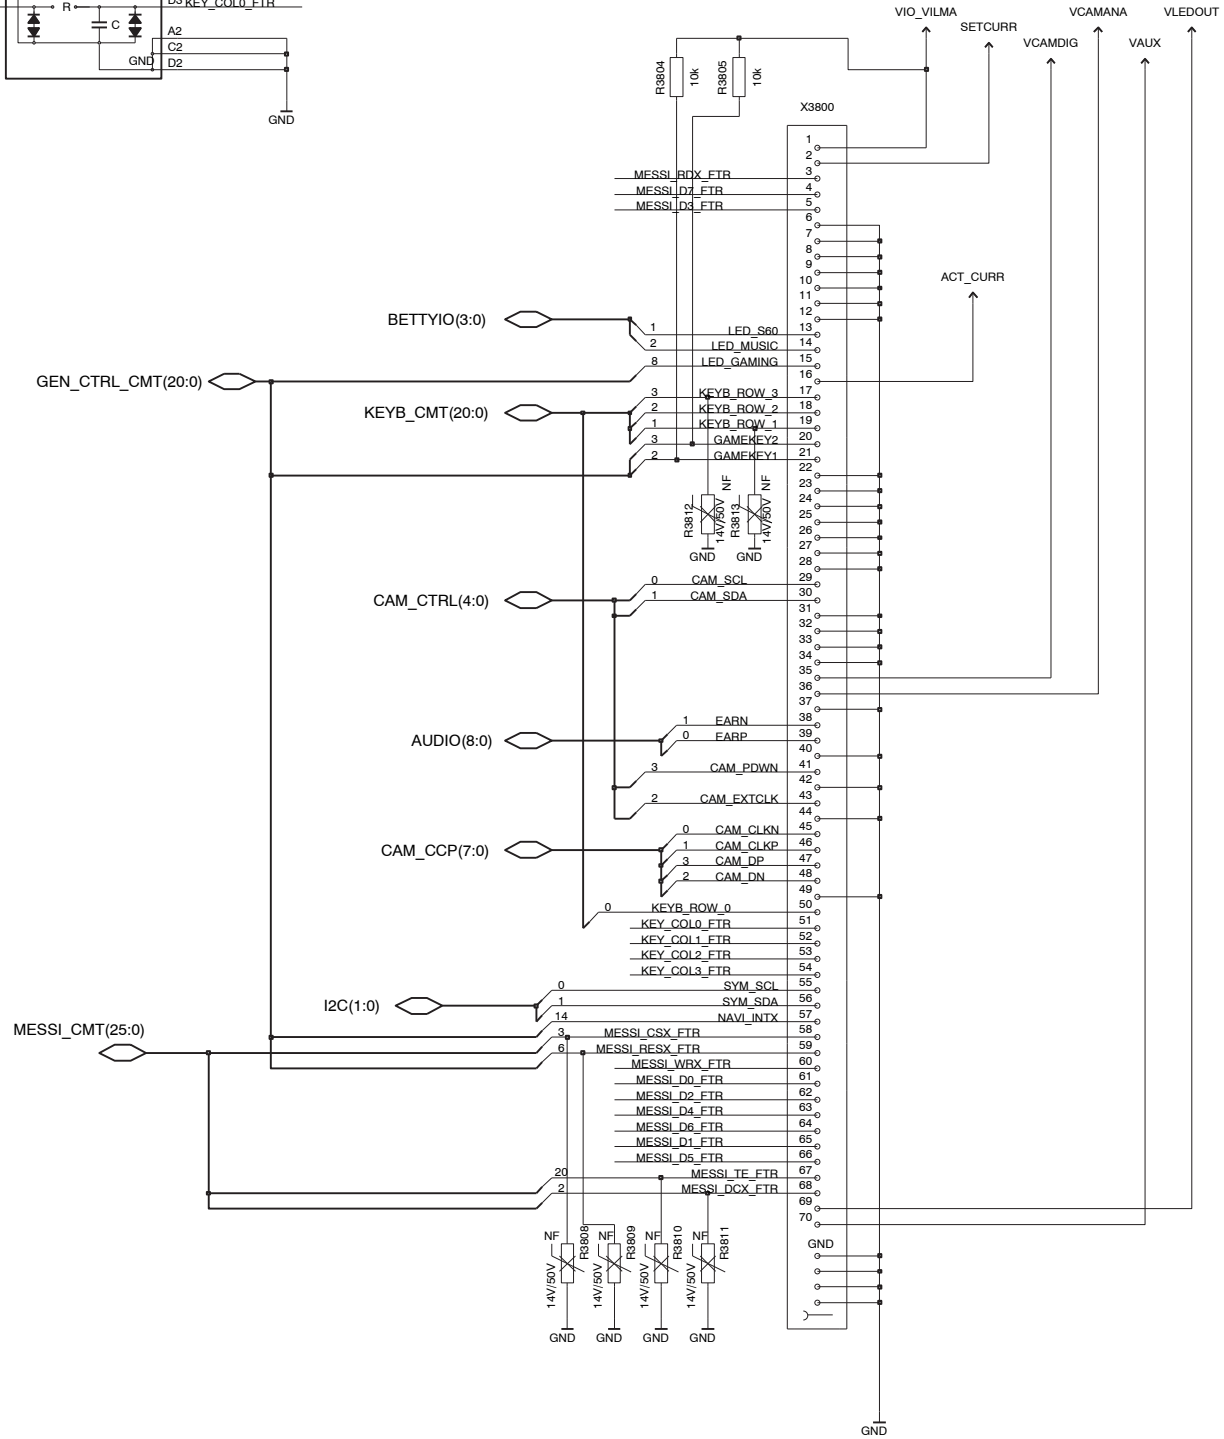 D3 KEY_COL0_FTR
R
C
A2
C2
GND
D2
GND
VIO_VILMA
SETCURR
VCAMDIG
VCAMANA
VAUX
VLEDOUT
R3804
10k
R3805
10k
X3800
1
2
MESSI_RDX_FTR 3
MESSI_D7_FTR 4
MESSI_D3_FTR 5
6
7
8
9
10
11
12
ACT_CURR
BETTYIO(3:0)
1 LED_S60 13
2 LED_MUSIC 14
8 LED_GAMING 15
16
GEN_CTRL_CMT(20:0)
KEYB_CMT(20:0)
3 KEYB_ROW_3 17
2 KEYB_ROW_2 18
1 KEYB_ROW_1 19
3 GAMEKEY2 20
2 GAMEKEY1 21
22
23
24
25
26
27
28
R3812
14V/50V
NF
GND
R3813
14V/50V
NF
GND
CAM_CTRL(4:0)
0 CAM_SCL 29
1 CAM_SDA 30
31
32
33
34
35
36
37
AUDIO(8:0)
1 EARN 38
0 EARP 39
40
3 CAM_PDWN 41
42
2 CAM_EXTCLK 43
44
CAM_CCP(7:0)
0 CAM_CLKN 45
1 CAM_CLKP 46
3 CAM_DP 47
2 CAM_DN 48
49
0 KEYB_ROW_0 50
KEY_COL0_FTR 51
KEY_COL1_FTR 52
KEY_COL2_FTR 53
KEY_COL3_FTR 54
I2C(1:0)
0 SYM_SCL 55
1 SYM_SDA 56
14 NAVI_INTX 57
MESSI_CMT(25:0)
3 MESSI_CSX_FTR 58
6 MESSI_RESX_FTR 59
MESSI_WRX_FTR 60
MESSI_D0_FTR 61
MESSI_D2_FTR 62
MESSI_D4_FTR 63
MESSI_D6_FTR 64
MESSI_D1_FTR 65
MESSI_D5_FTR 66
20 MESSI_TE_FTR 67
2 MESSI_DCX_FTR 68
69
70
GND
NF
R3808
14V/50V
GND
NF
R3809
14V/50V
GND
NF
R3810
14V/50V
GND
NF
R3811
14V/50V
GND
GND